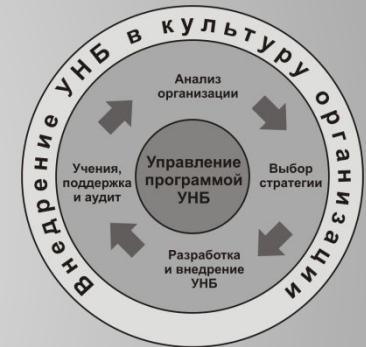 Внедрение УНБ в культуру организации
Анализ
организации
Выбор
стратегии
Разработка
и внедрение
УНБ
Учения,
поддержка
и аудит
Управление
программой
УНБ